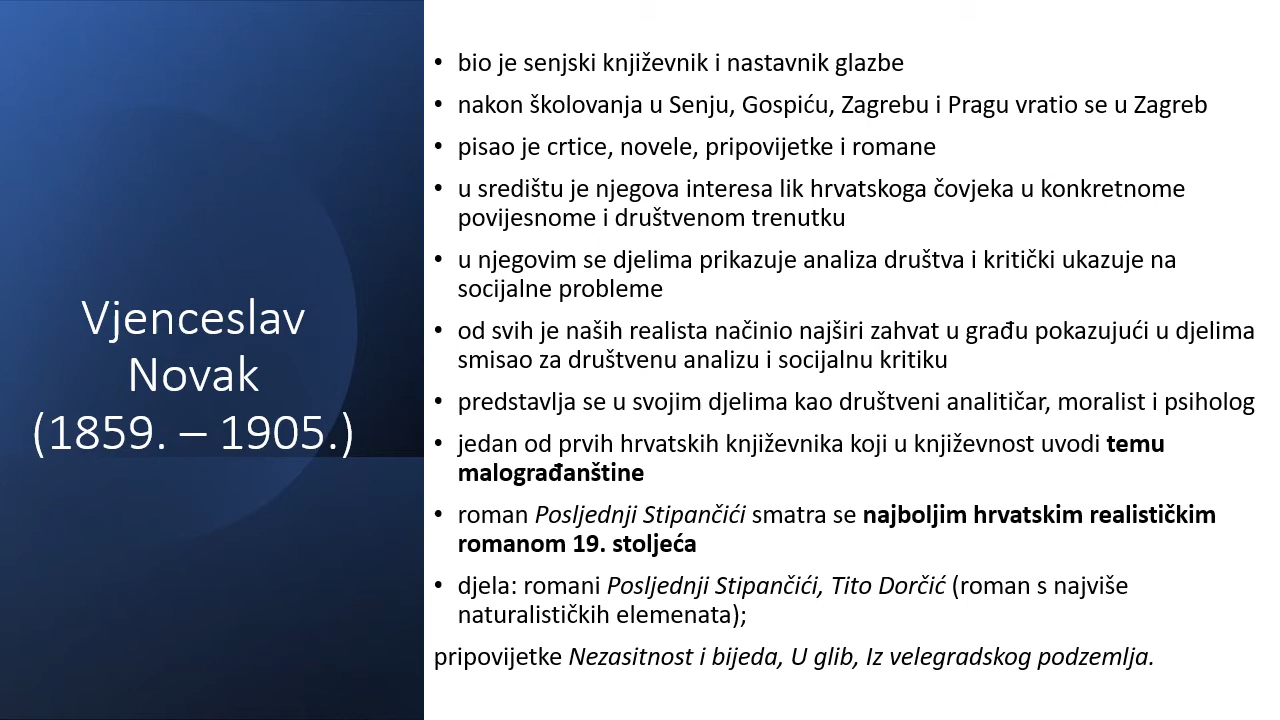 Vjenceslav
Novak
(1859. – 1905.)
• bio je senjski književnik i nastavnik glazbe
• nakon školovanja u Senju, Gospiću, Zagrebu i Pragu vratio se u Zagreb
• pisao je crtice, novele, pripovijetke i romane
• u središtu je njegova interesa lik hrvatskoga čovjeka u konkretnome
povijesnome i društvenom trenutku
• u njegovim se djelima prikazuje analiza društva i kritički ukazuje na
socijalne probleme
• od svih je naših realista načinio najširi zahvat u građu pokazujući u djelima
smisao za društvenu analizu i socijalnu kritiku
• predstavlja se u svojim djelima kao društveni analitičar, moralist i psiholog
• jedan od prvih hrvatskih književnika koji u književnost uvodi temu
malograđanštine
• roman Posljednji Stipančići smatra se najboljim hrvatskim realističkim
romanom 19. stoljeća
• djela: romani Posljednji Stipančići, Tito Dorčić (roman s najviše
naturalističkih elemenata);
pripovijetke Nezasitnost i bijeda, U glib, Iz velegradskog podzemlja.